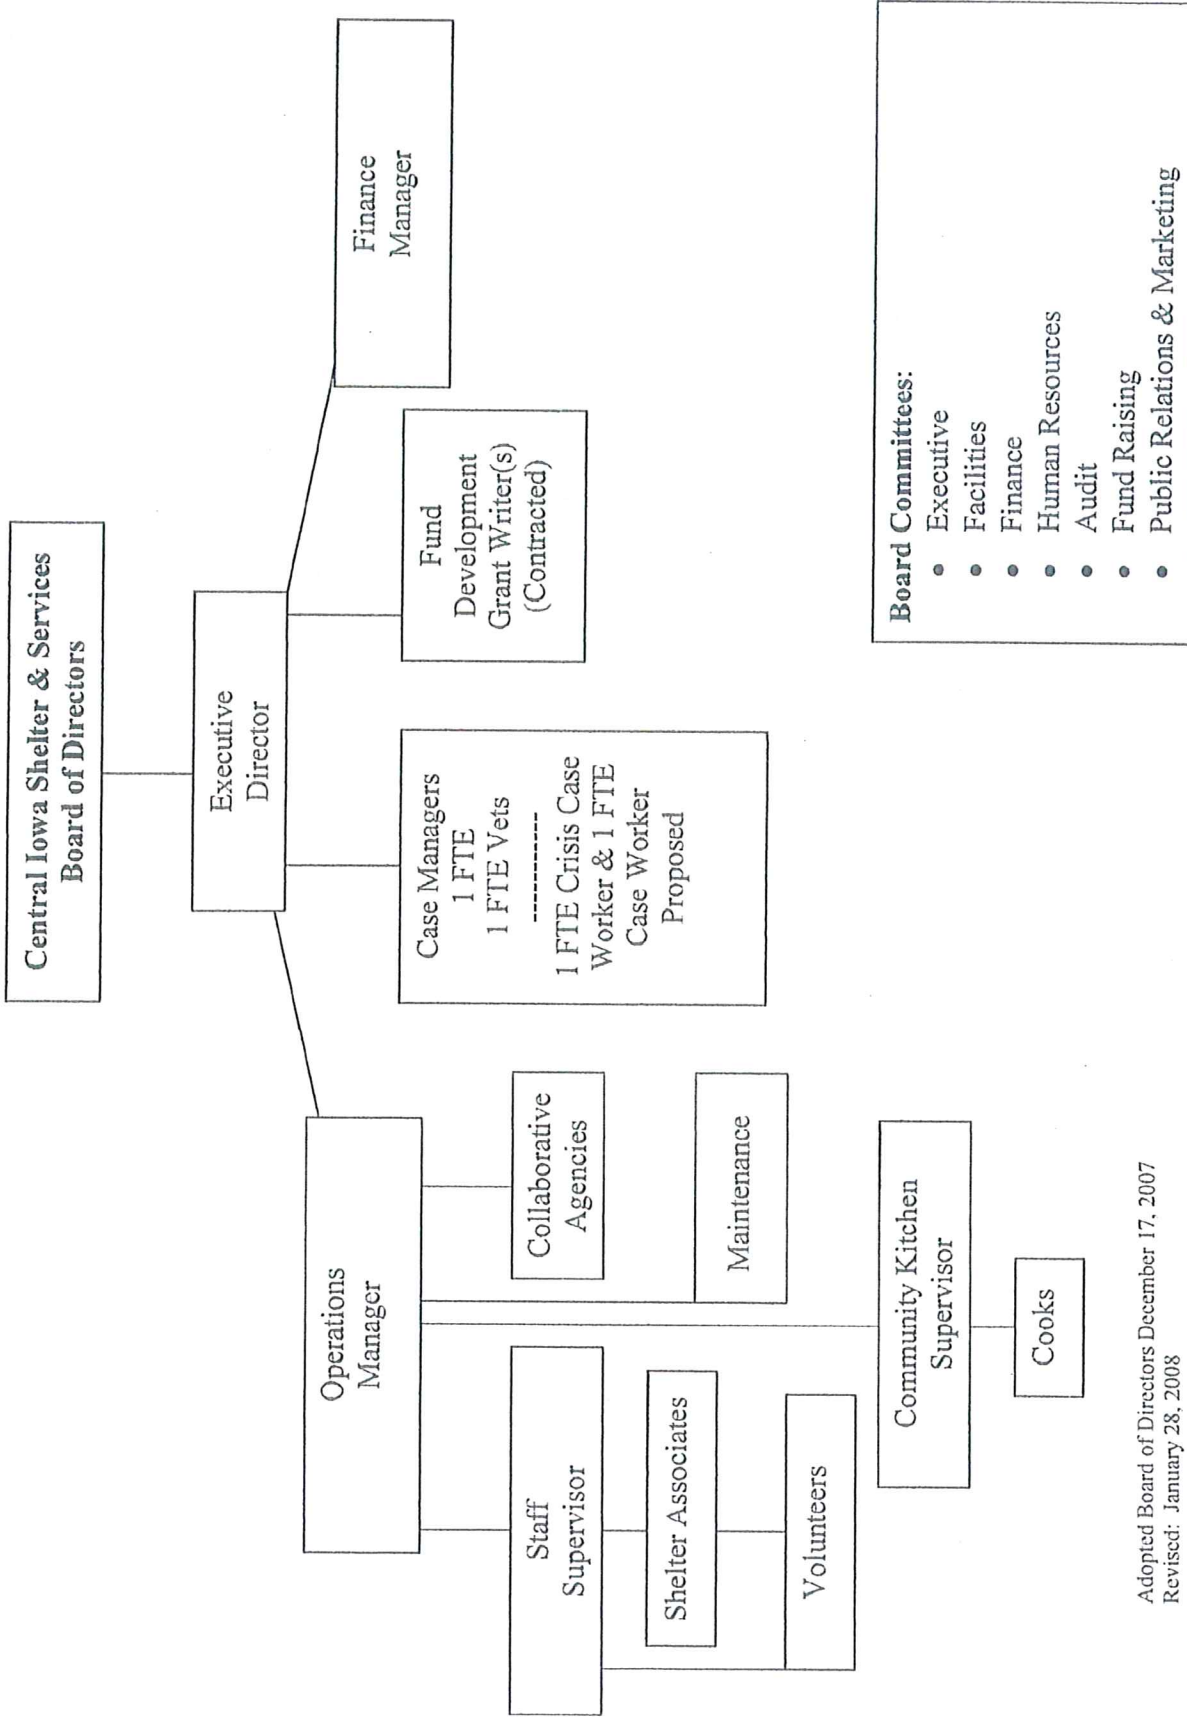 Central Iowa Shelter & Services
Board of Directors
Executive
Director
Operations
Manager
Case Managers
1 FTE
1 FTE Vets
-----------
1 FTE Crisis Case
Worker & 1 FTE
Case Worker
Proposed
Fund
Development
Grant Writer(s)
(Contracted)
Finance
Manager
Staff
Supervisor
Collaborative
Agencies
Shelter Associates
Maintenance
Volunteers
Community Kitchen
Supervisor
Cooks
Board Committees:
• Executive
• Facilities
• Finance
• Human Resources
• Audit
• Fund Raising
• Public Relations & Marketing
Adopted Board of Directors December 17, 2007
Revised: January 28, 2008